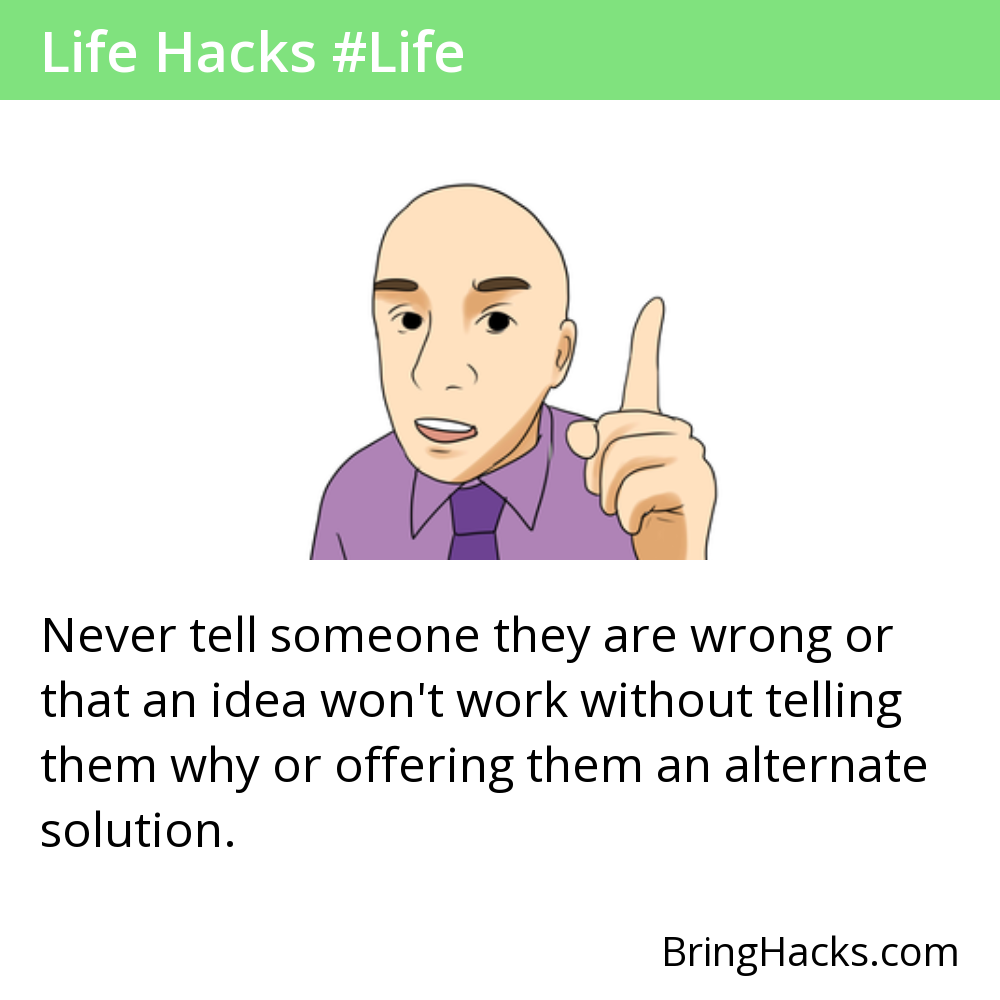 Life Hacks #Life
Never tell someone they are wrong or
that an idea won't work without telling
them why or offering them an alternate
solution.
BringHacks.com